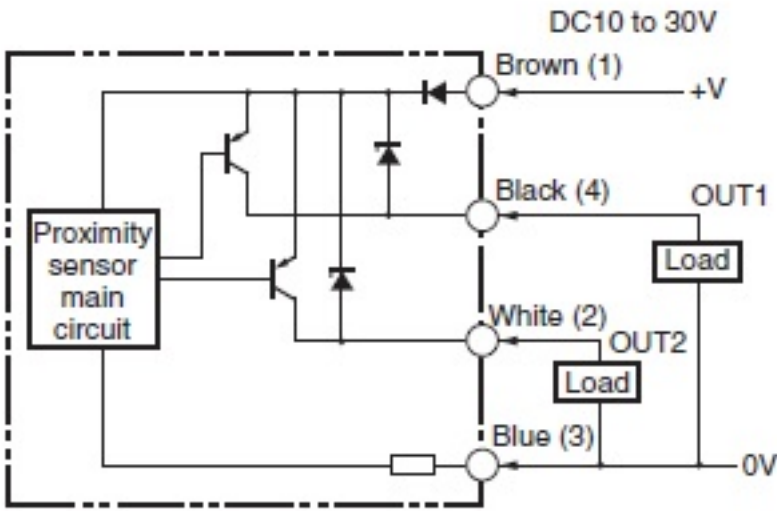 DC10 to 30V
Brown (1)
+V
Black (4)
OUT1
Proximity
sensor
main
circuit
Load
White (2)
OUT2
Load
Blue (3)
0V